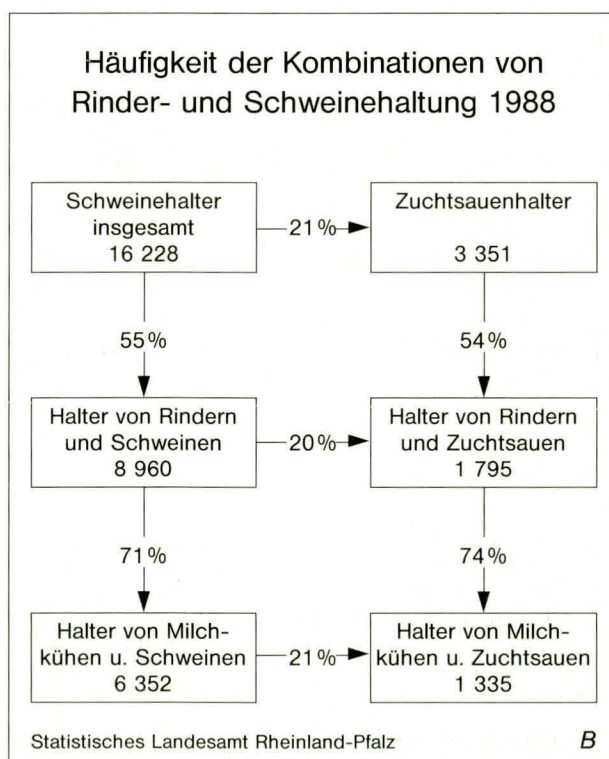 Häufigkeit der Kombinationen von
Rinder- und Schweinehaltung 1988
Schweinehalter
insgesamt
16 228
21%
Zuchtsauenhalter
3 351
55%
54%
Halter von Rindern
und Schweinen
8 960
20%
Halter von Rindern
und Zuchtsauen
1 795
71%
74%
Halter von Milch-
kühen u. Schweinen
6 352
21%
Halter von Milch-
kühen u. Zuchtsauen
1 335
Statistisches Landesamt Rheinland-Pfalz
B